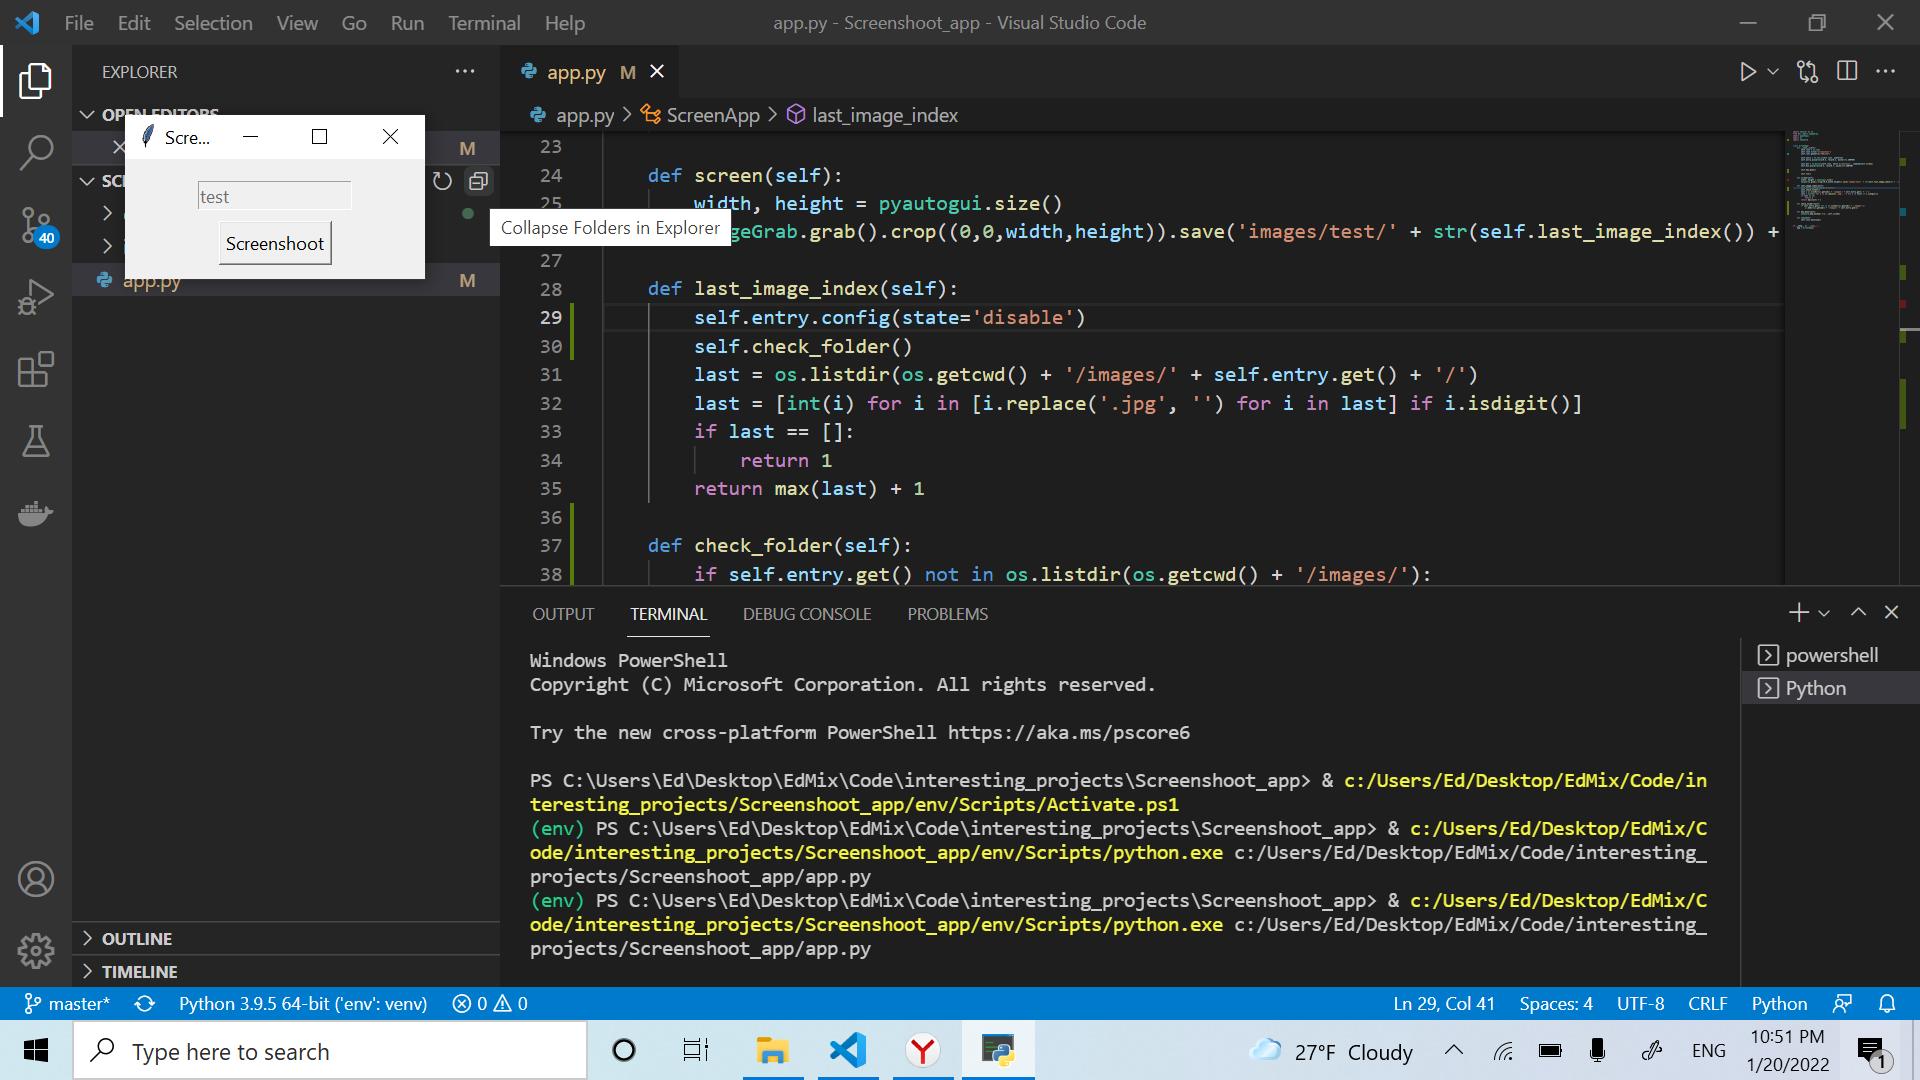 File Edit Selection View Go Run Terminal Help
app.py - Screenshoot_app - Visual Studio Code
EXPLORER
OPEN EDITORS
M
app.py M
app.py > ScreenApp > last_image_index
Scre...
test
Screenshoot
Collapse Folders in Explorer
app.py M
40
23
24 def screen(self):
25 width, height = pyautogui.size()
geGrab.grab().crop((0,0,width,height)).save('images/test/' + str(self.last_image_index()) +
27
28 def last_image_index(self):
29 self.entry.config(state='disable')
30 self.check_folder()
31 last = os.listdir(os.getcwd() + '/images/' + self.entry.get() + '/')
32 last = [int(i) for i in [i.replace('.jpg', '') for i in last] if i.isdigit()]
33 if last == []:
34 return 1
35 return max(last) + 1
36
37 def check_folder(self):
38 if self.entry.get() not in os.listdir(os.getcwd() + '/images/'):
OUTPUT TERMINAL DEBUG CONSOLE PROBLEMS
powershell
Python
Windows PowerShell
Copyright (C) Microsoft Corporation. All rights reserved.
Try the new cross-platform PowerShell https://aka.ms/pscore6
PS C:\Users\Ed\Desktop\EdMix\Code\interesting_projects\Screenshoot_app> & c:/Users/Ed/Desktop/EdMix/Code/in
teresting_projects/Screenshoot_app/env/Scripts/Activate.ps1
(env) PS C:\Users\Ed\Desktop\EdMix\Code\interesting_projects\Screenshoot_app> & c:/Users/Ed/Desktop/EdMix/C
ode/interesting_projects/Screenshoot_app/env/Scripts/python.exe c:/Users/Ed/Desktop/EdMix/Code/interesting_
projects/Screenshoot_app/app.py
(env) PS C:\Users\Ed\Desktop\EdMix\Code\interesting_projects\Screenshoot_app> & c:/Users/Ed/Desktop/EdMix/C
ode/interesting_projects/Screenshoot_app/env/Scripts/python.exe c:/Users/Ed/Desktop/EdMix/Code/interesting_
projects/Screenshoot_app/app.py
OUTLINE
TIMELINE
master* Python 3.9.5 64-bit ('env': venv) 0 0 Ln 29, Col 41 Spaces: 4 UTF-8 CRLF Python
Type here to search
27°F Cloudy
ENG
10:51 PM
1/20/2022
1